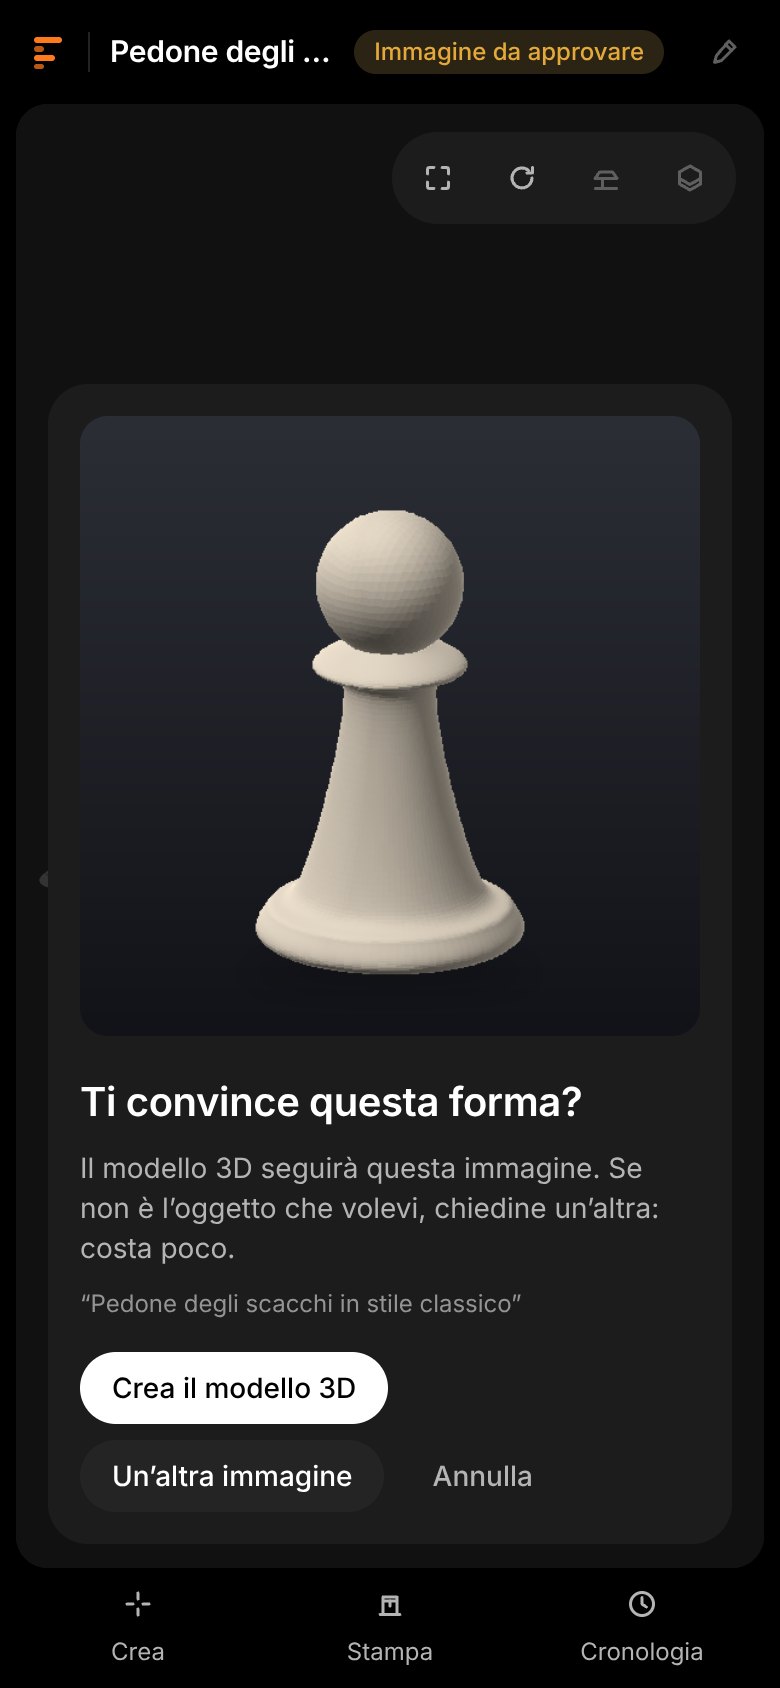 Pedone degli ...
Immagine da approvare
Ti convince questa forma?
Il modello 3D seguirà questa immagine. Se
non è l’oggetto che volevi, chiedine un’altra:
costa poco.
“Pedone degli scacchi in stile classico”
Crea il modello 3D
Un’altra immagine
Annulla
Crea
Stampa
Cronologia